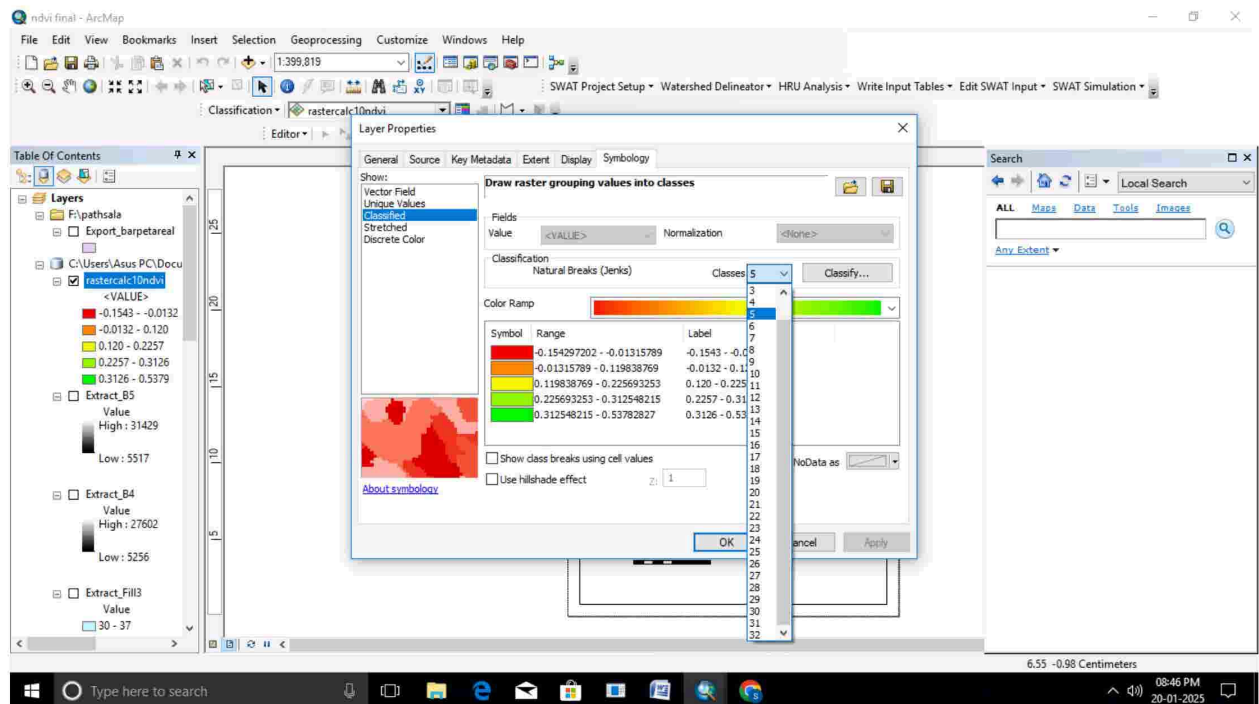 ndvi final - ArcMap
File Edit View Bookmarks Insert Selection Geoprocessing Customize Windows Help
1:399,819
SWAT Project Setup Watershed Delineator HRU Analysis Write Input Tables Edit SWAT Input SWAT Simulation
Classification rastercalc10ndvi
Editor
Table Of Contents
Layers
F:\pathsala
Export_barpetareal
C:\Users\Asus PC\Docu
rastercalc10ndvi
<VALUE>
-0.1543 - -0.0132
-0.0132 - 0.120
0.120 - 0.2257
0.2257 - 0.3126
0.3126 - 0.5379
Extract_B5
Value
High : 31429
Low : 5517
Extract_B4
Value
High : 27602
Low : 5256
Extract_Fill3
Value
30 - 37
25
20
15
10
5
Layer Properties
General Source Key Metadata Extent Display Symbology
Show:
Vector Field
Unique Values
Classified
Stretched
Discrete Color
About symbology
Draw raster grouping values into classes
Fields
Value <VALUE> Normalization <None>
Classification
Natural Breaks (Jenks) Classes 5 Classify...
Color Ramp
Symbol Range Label
-0.154297202 - -0.01315789 -0.1543 - -0.0
-0.01315789 - 0.119838769 -0.0132 - 0.1
0.119838769 - 0.225693253 0.120 - 0.225
0.225693253 - 0.312548215 0.2257 - 0.31
0.312548215 - 0.53782827 0.3126 - 0.53
Show class breaks using cell values
Use hillshade effect Z: 1
NoData as
OK ancel Apply
3
4
5
6
7
8
9
10
11
12
13
14
15
16
17
18
19
20
21
22
23
24
25
26
27
28
29
30
31
32
Search
Local Search
ALL Maps Data Tools Images
Any Extent
6.55 -0.98 Centimeters
Type here to search
08:46 PM
20-01-2025